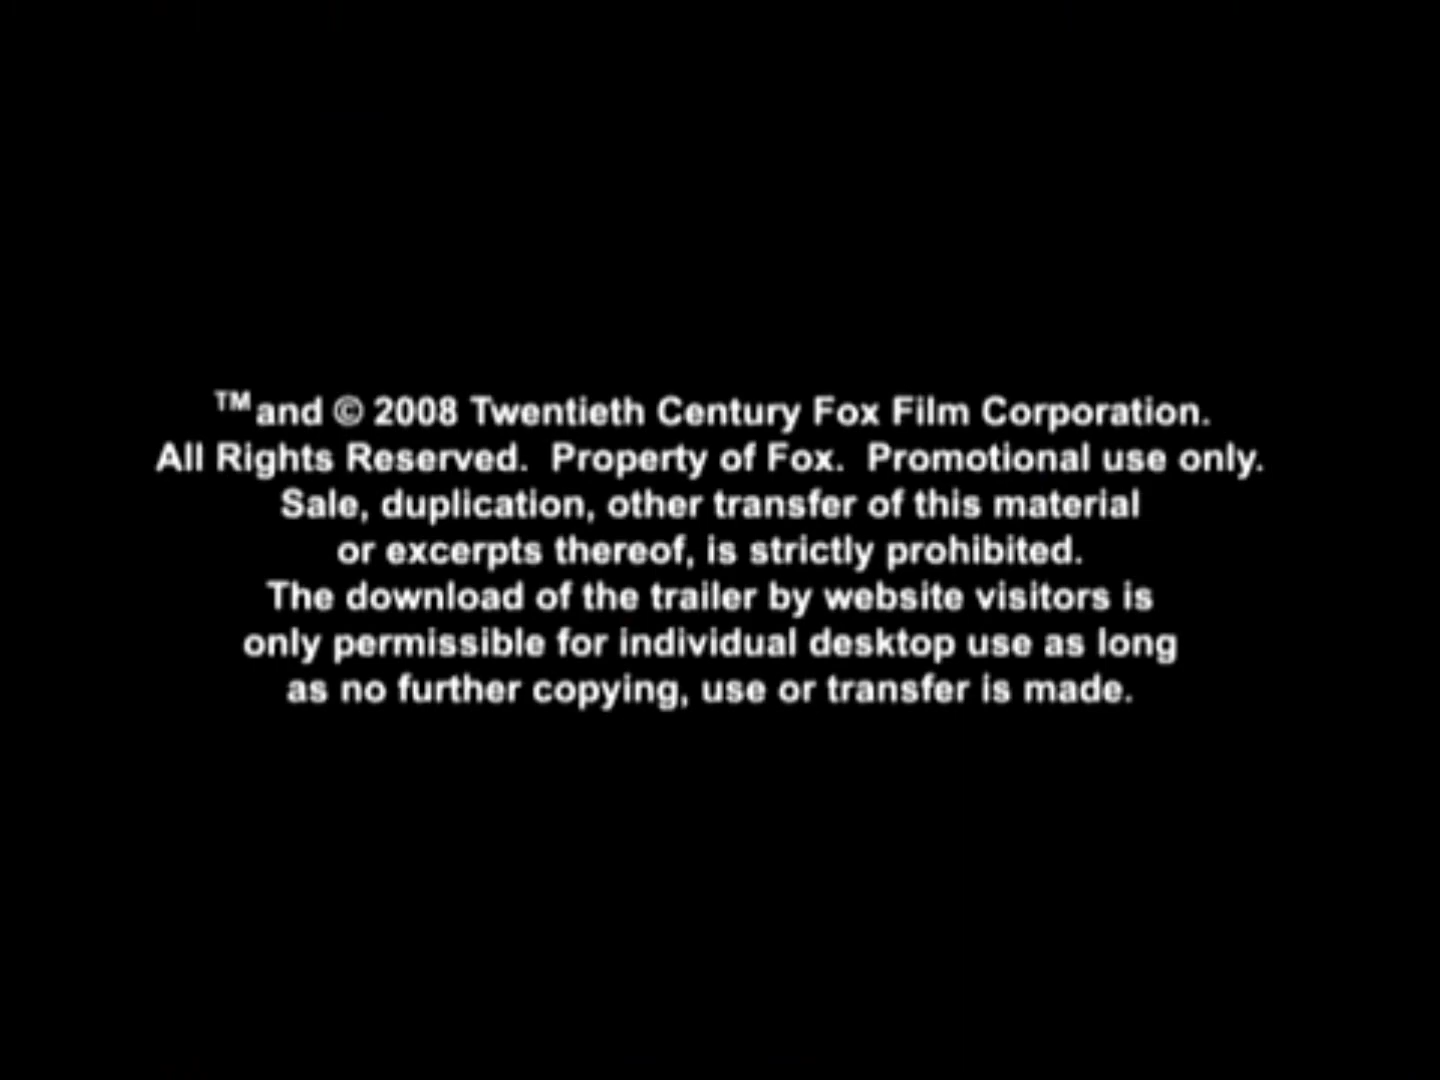 ™and © 2008 Twentieth Century Fox Film Corporation.
All Rights Reserved.  Property of Fox.  Promotional use only.
Sale, duplication, other transfer of this material
or excerpts thereof, is strictly prohibited.
The download of the trailer by website visitors is
only permissible for individual desktop use as long
as no further copying, use or transfer is made.